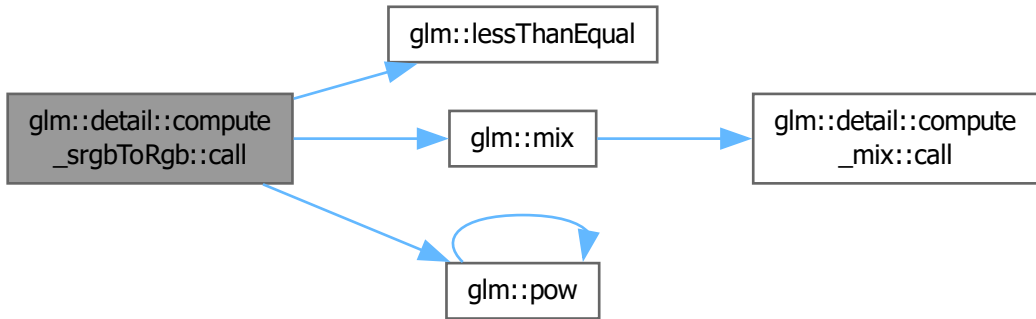 glm::lessThanEqual
glm::detail::compute
_srgbToRgb::call
glm::mix
glm::detail::compute
_mix::call
glm::pow